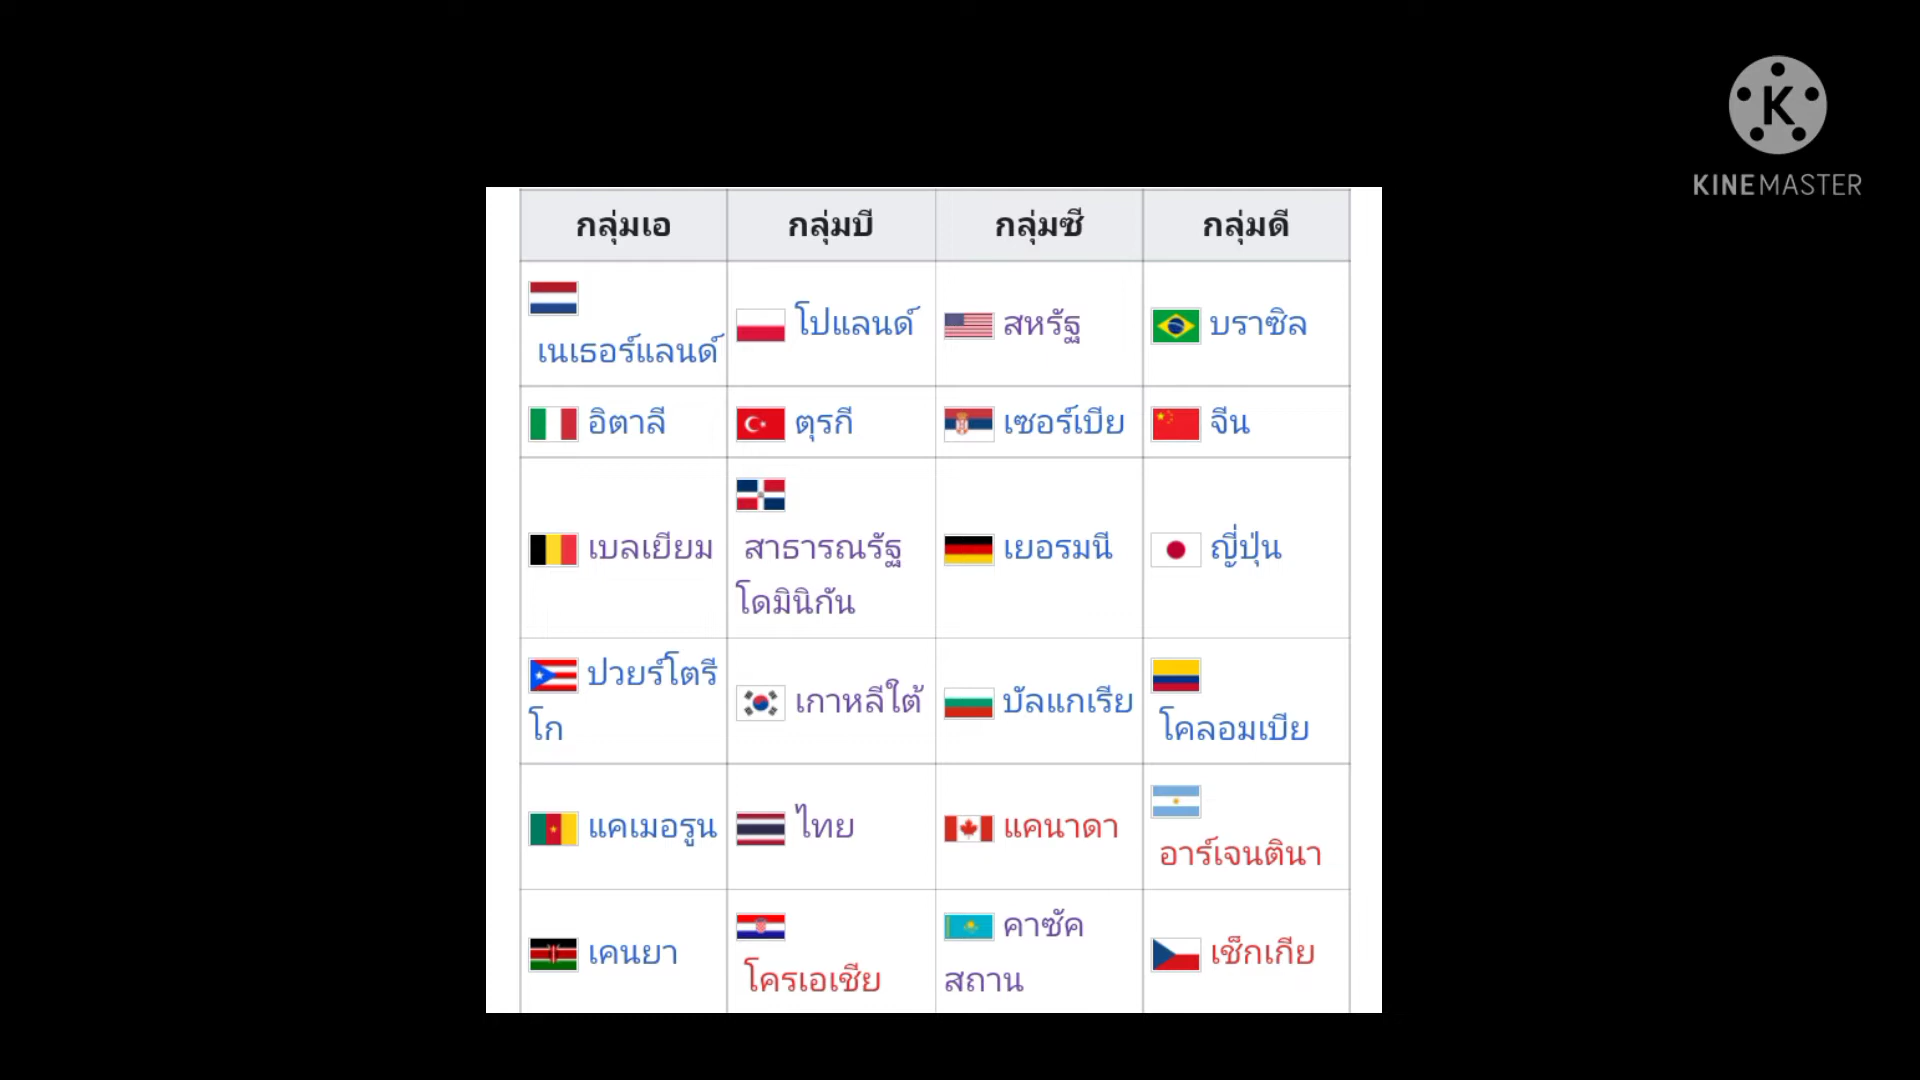 K
KINEMASTER
กลุ่มเอ กลุ่มบี กลุ่มซี กลุ่มดี
เนเธอร์แลนด์ โปแลนด์ สหรัฐ บราซิล
อิตาลี ตุรกี เซอร์เบีย จีน
เบลเยียม สาธารณรัฐ เยอรมนี ญี่ปุ่น
โดมินิกัน
ปวยร์โตรี เกาหลีใต้ บัลแกเรีย โคลอมเบีย
โก
แคเมอรูน ไทย แคนาดา อาร์เจนตินา
เคนยา โครเอเชีย คาซัค เช็กเกีย
สถาน